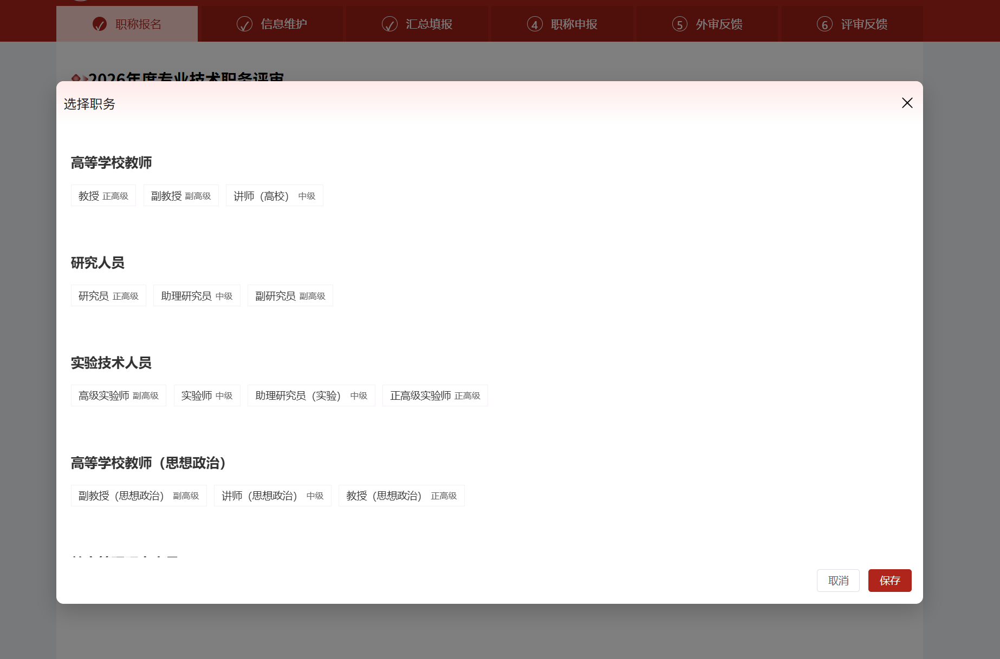 职称报名 信息维护 汇总填报 4 职称申报 5 外审反馈 6 评审反馈
2026年度专业技术职务评审
选择职务
高等学校教师
教授 正高级 副教授 副高级 讲师（高校） 中级
研究人员
研究员 正高级 助理研究员 中级 副研究员 副高级
实验技术人员
高级实验师 副高级 实验师 中级 助理研究员（实验） 中级 正高级实验师 正高级
高等学校教师（思想政治）
副教授（思想政治） 副高级 讲师（思想政治） 中级 教授（思想政治） 正高级
取消 保存